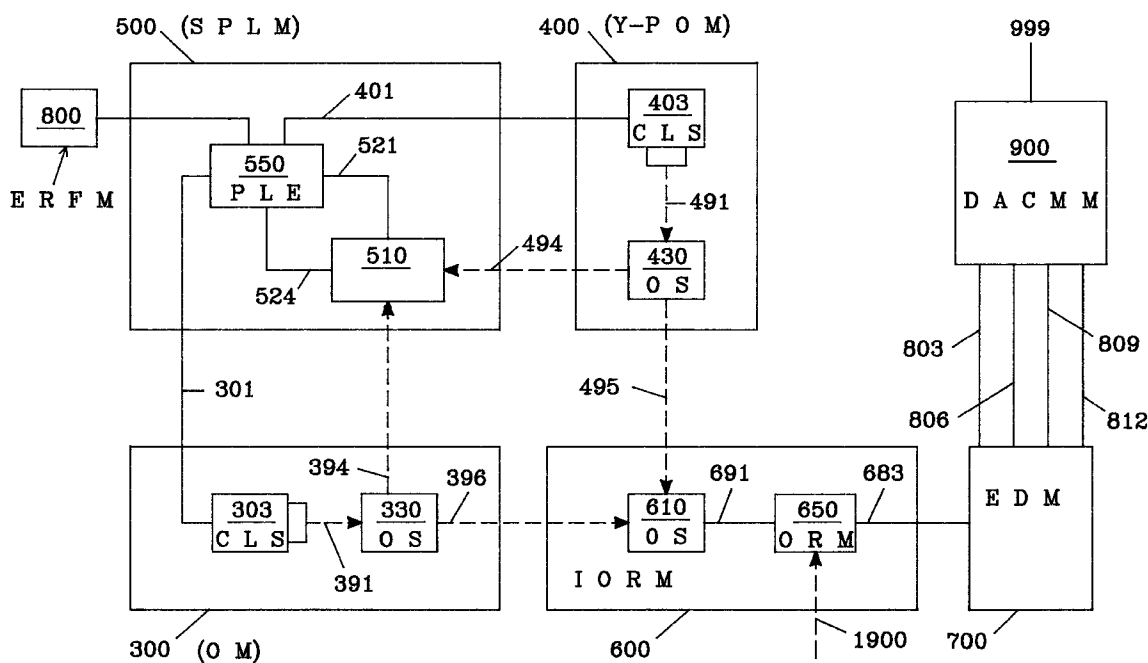 500 (S P L M)
400 (Y-P O M)
999
800
401
403
C L S
900
550
P L E
521
E R F M
491
D A C M M
494
430
O S
510
524
803
809
301
495
806
812
394
396
691
683
E D M
303
C L S
330
O S
610
O S
650
O R M
391
I O R M
300 (O M)
600
1900
700